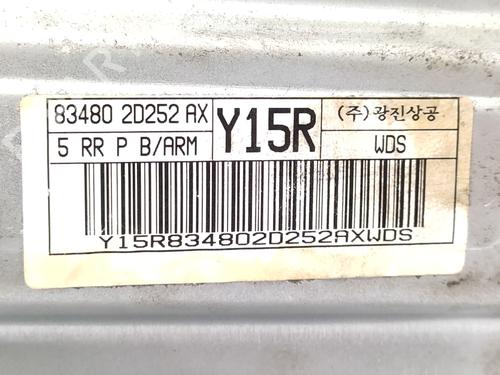 83480 2D252 AX
Y15R
(주)광진상공
5 RR P B/ARM
WDS
Y15R834802D252AXWDS